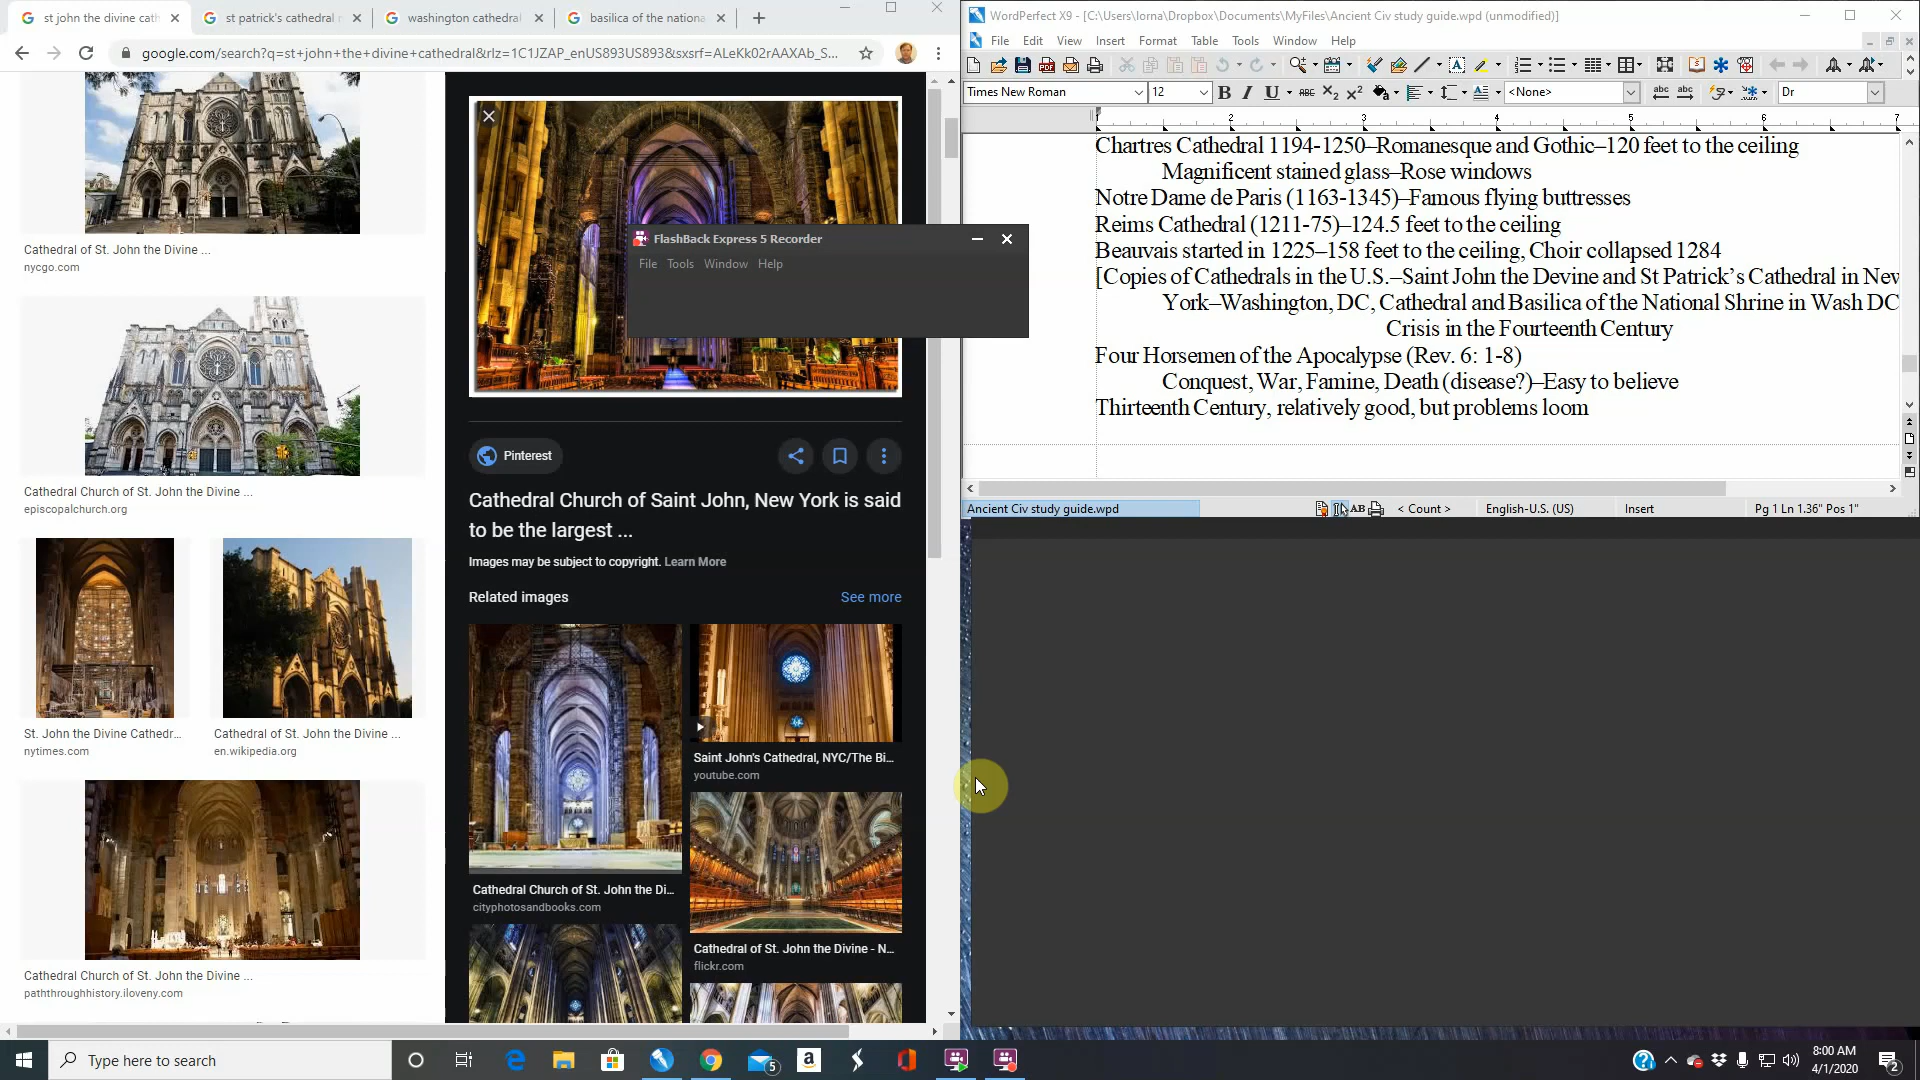 st john the divine cath
st patrick's cathedral n
washington cathedral
basilica of the nationa
google.com/search?q=st+john+the+divine+cathedral&rlz=1C1JZAP_enUS893US893&sxsrf=ALeKk02rAAXAb_S...
Cathedral of St. John the Divine ...
nycgo.com
Cathedral Church of St. John the Divine ...
episcopalchurch.org
St. John the Divine Cathedr...
nytimes.com
Cathedral of St. John the Divine ...
en.wikipedia.org
Cathedral Church of St. John the Divine ...
paththroughhistory.iloveny.com
FlashBack Express 5 Recorder
File Tools Window Help
Pinterest
Cathedral Church of Saint John, New York is said
to be the largest ...
Images may be subject to copyright. Learn More
Related images
See more
Saint John's Cathedral, NYC/The Bi...
youtube.com
Cathedral Church of St. John the Di...
cityphotosandbooks.com
Cathedral of St. John the Divine - N...
flickr.com
WordPerfect X9 - [C:\Users\lorna\Dropbox\Documents\MyFiles\Ancient Civ study guide.wpd (unmodified)]
File Edit View Insert Format Table Tools Window Help
Times New Roman
12
B I U ABC X2 X2
<None>
abc abc
Dr
1 2 3 4 5 6 7
Chartres Cathedral 1194-1250–Romanesque and Gothic–120 feet to the ceiling
Magnificent stained glass–Rose windows
Notre Dame de Paris (1163-1345)–Famous flying buttresses
Reims Cathedral (1211-75)–124.5 feet to the ceiling
Beauvais started in 1225–158 feet to the ceiling, Choir collapsed 1284
[Copies of Cathedrals in the U.S.–Saint John the Devine and St Patrick's Cathedral in New
York–Washington, DC, Cathedral and Basilica of the National Shrine in Wash DC
Crisis in the Fourteenth Century
Four Horsemen of the Apocalypse (Rev. 6: 1-8)
Conquest, War, Famine, Death (disease?)–Easy to believe
Thirteenth Century, relatively good, but problems loom
Ancient Civ study guide.wpd
AB
< Count >
English-U.S. (US)
Insert
Pg 1 Ln 1.36" Pos 1"
Type here to search
5
8:00 AM
4/1/2020
2